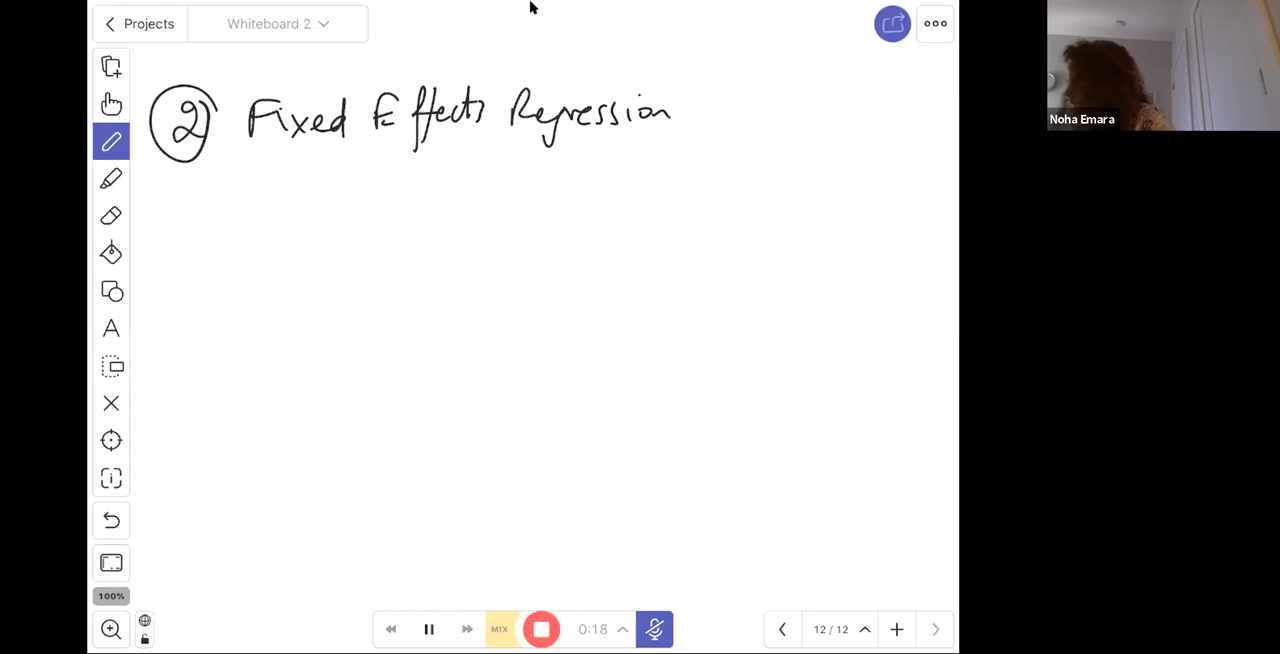 Projects
Whiteboard 2
Noha Emara
2 Fixed Effects Regression
A
100%
MIX
0:18
12 / 12